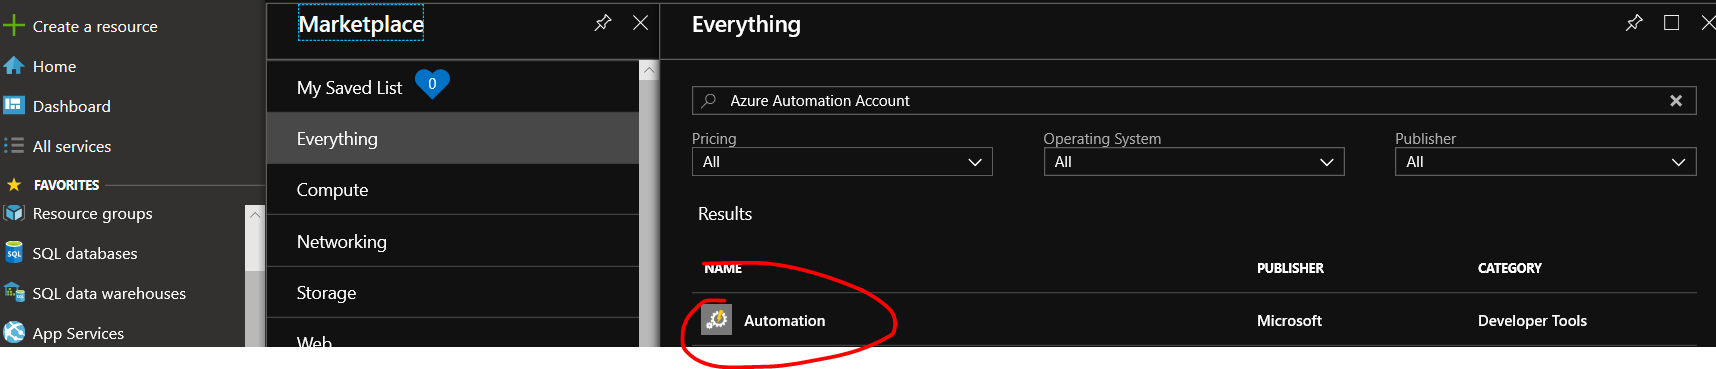 Create a resource
Home
Dashboard
All services
FAVORITES
Resource groups
SQL databases
SQL data warehouses
App Services
Marketplace
My Saved List 0
Everything
Compute
Networking
Storage
Web
Everything
Azure Automation Account
Pricing Operating System Publisher
All All All
Results
NAME PUBLISHER CATEGORY
Automation Microsoft Developer Tools